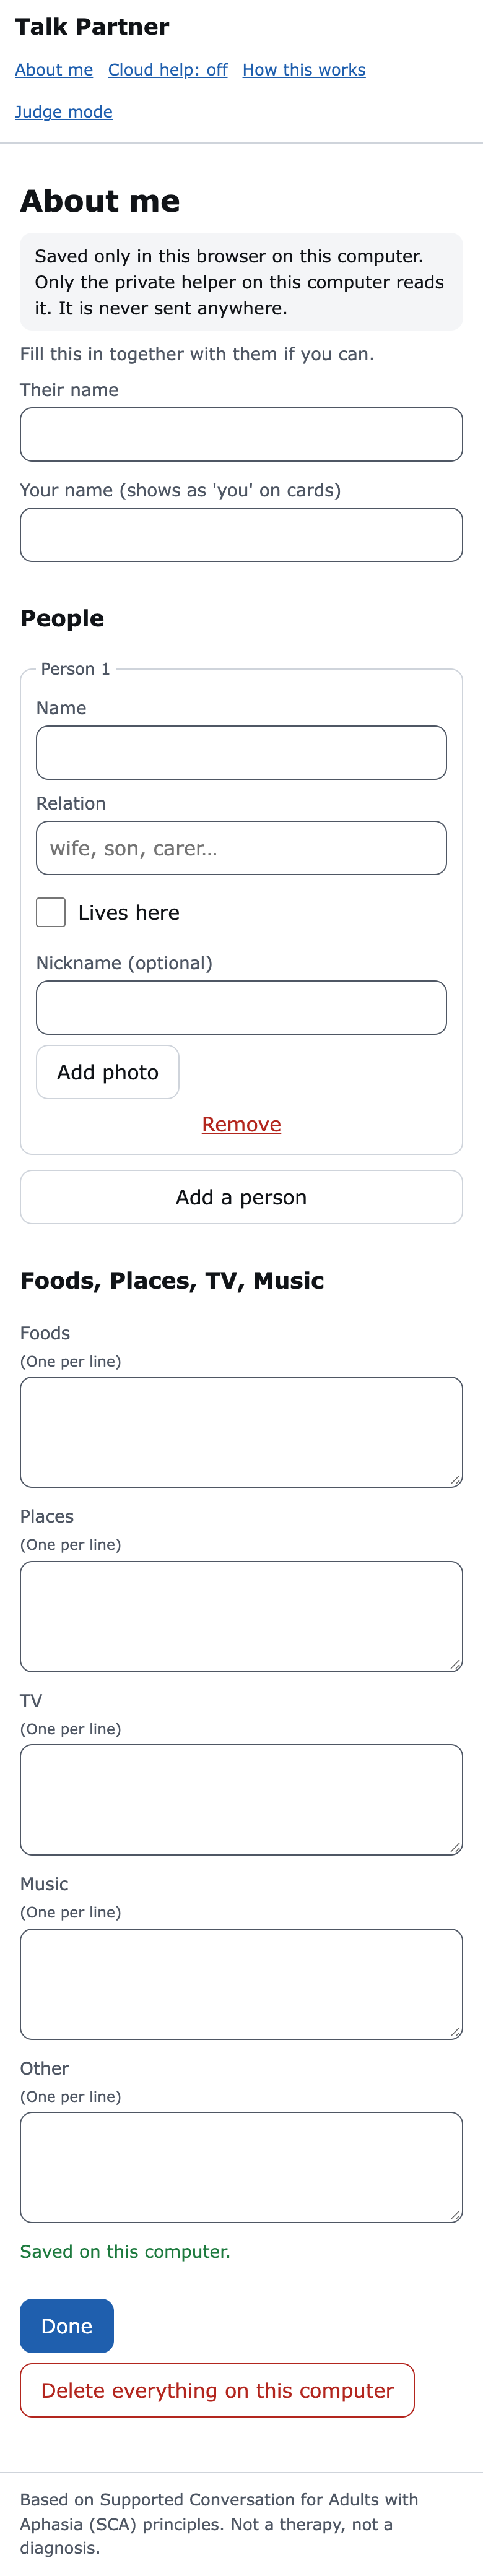 Talk Partner
About me Cloud help: off How this works
Judge mode
About me
Saved only in this browser on this computer.
Only the private helper on this computer reads
it. It is never sent anywhere.
Fill this in together with them if you can.
Their name
Your name (shows as 'you' on cards)
People
Person 1
Name
Relation
wife, son, carer…
Lives here
Nickname (optional)
Add photo
Remove
Add a person
Foods, Places, TV, Music
Foods
(One per line)
Places
(One per line)
TV
(One per line)
Music
(One per line)
Other
(One per line)
Saved on this computer.
Done
Delete everything on this computer
Based on Supported Conversation for Adults with
Aphasia (SCA) principles. Not a therapy, not a
diagnosis.